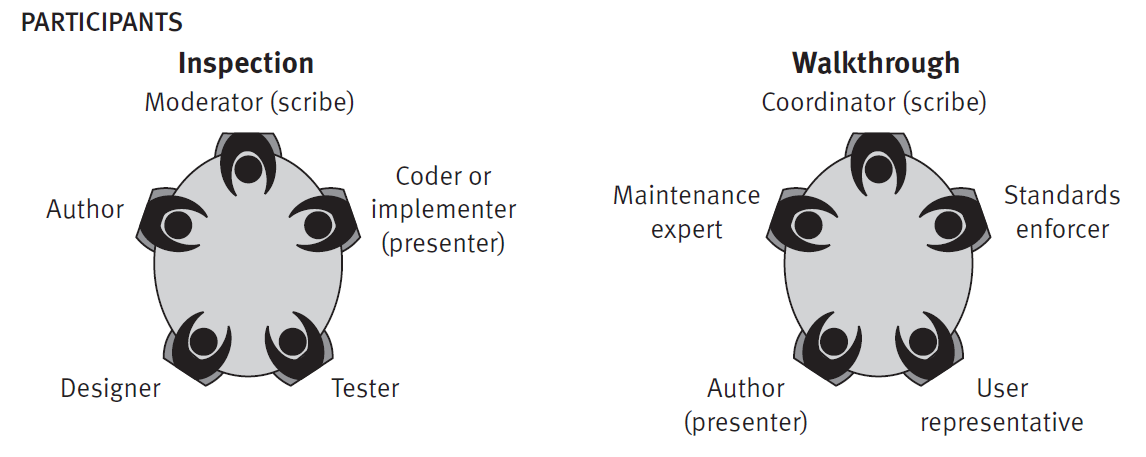 PARTICIPANTS
Inspection
Moderator (scribe)
Author
Coder or
implementer
(presenter)
Designer
Tester
Walkthrough
Coordinator (scribe)
Maintenance
expert
Standards
enforcer
Author
(presenter)
User
representative